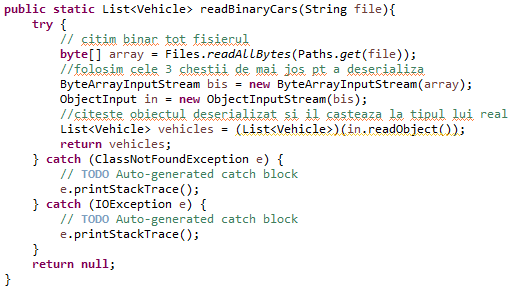 public static List<Vehicle> readBinaryCars(String file){
try {
// citim binar tot fisierul
byte[] array = Files.readAllBytes(Paths.get(file));
//folosim cele 3 chestii de mai jos pt a deserializa
ByteArrayInputStream bis = new ByteArrayInputStream(array);
ObjectInput in = new ObjectInputStream(bis);
//citeste obiectul deserializat si il casteaza la tipul lui real
List<Vehicle> vehicles = (List<Vehicle>)(in.readObject());
return vehicles;
} catch (ClassNotFoundException e) {
// TODO Auto-generated catch block
e.printStackTrace();
} catch (IOException e) {
// TODO Auto-generated catch block
e.printStackTrace();
}
return null;
}